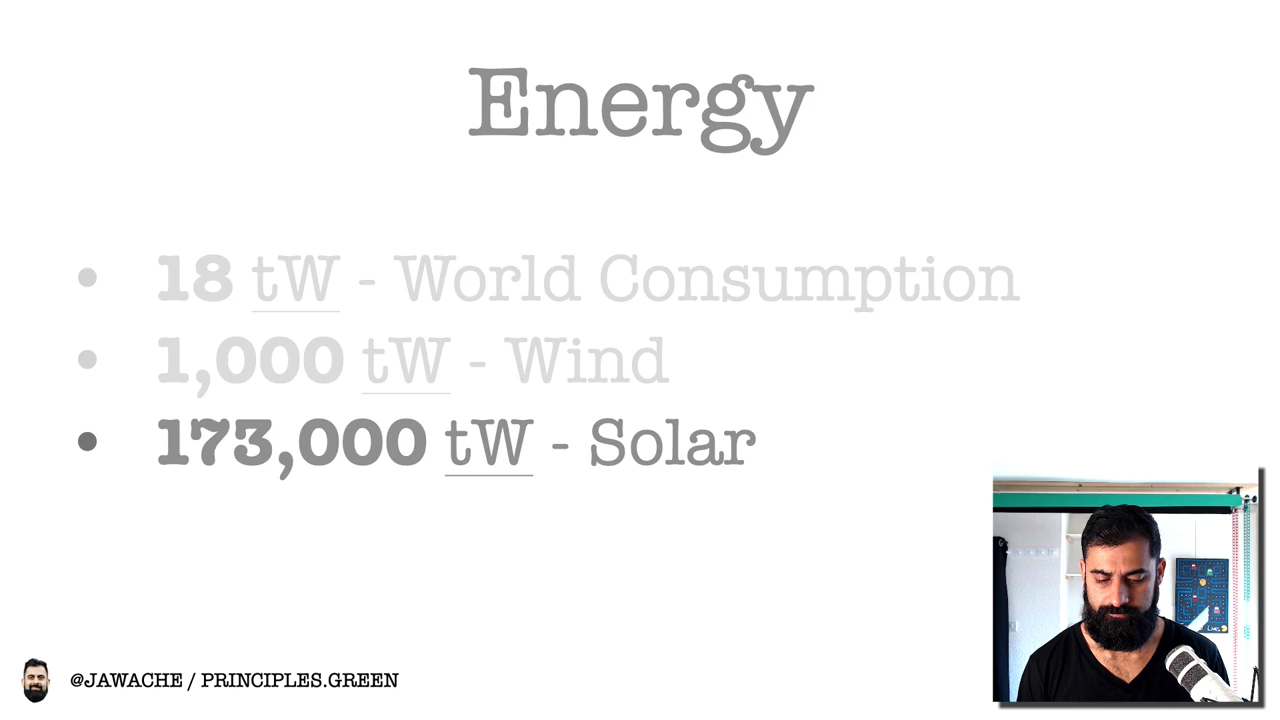 Energy
• 18 tW - World Consumption
• 1,000 tW - Wind
• 173,000 tW - Solar
@JAWACHE / PRINCIPLES.GREEN